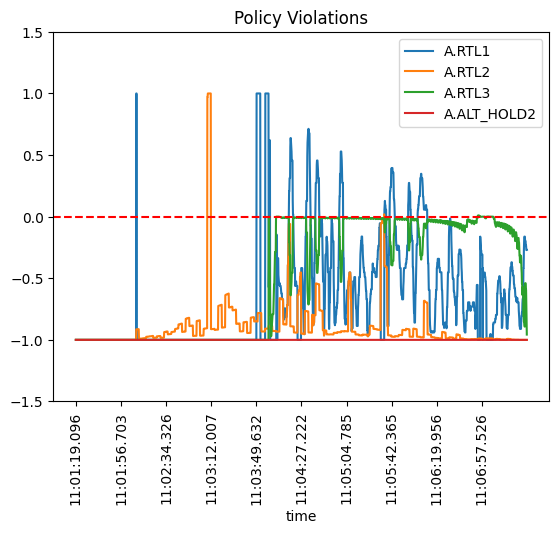 Policy Violations
1.5
1.0
0.5
0.0
−0.5
−1.0
−1.5
A.RTL1
A.RTL2
A.RTL3
A.ALT_HOLD2
11:01:19.096
11:01:56.703
11:02:34.326
11:03:12.007
11:03:49.632
11:04:27.222
11:05:04.785
11:05:42.365
11:06:19.956
11:06:57.526
time